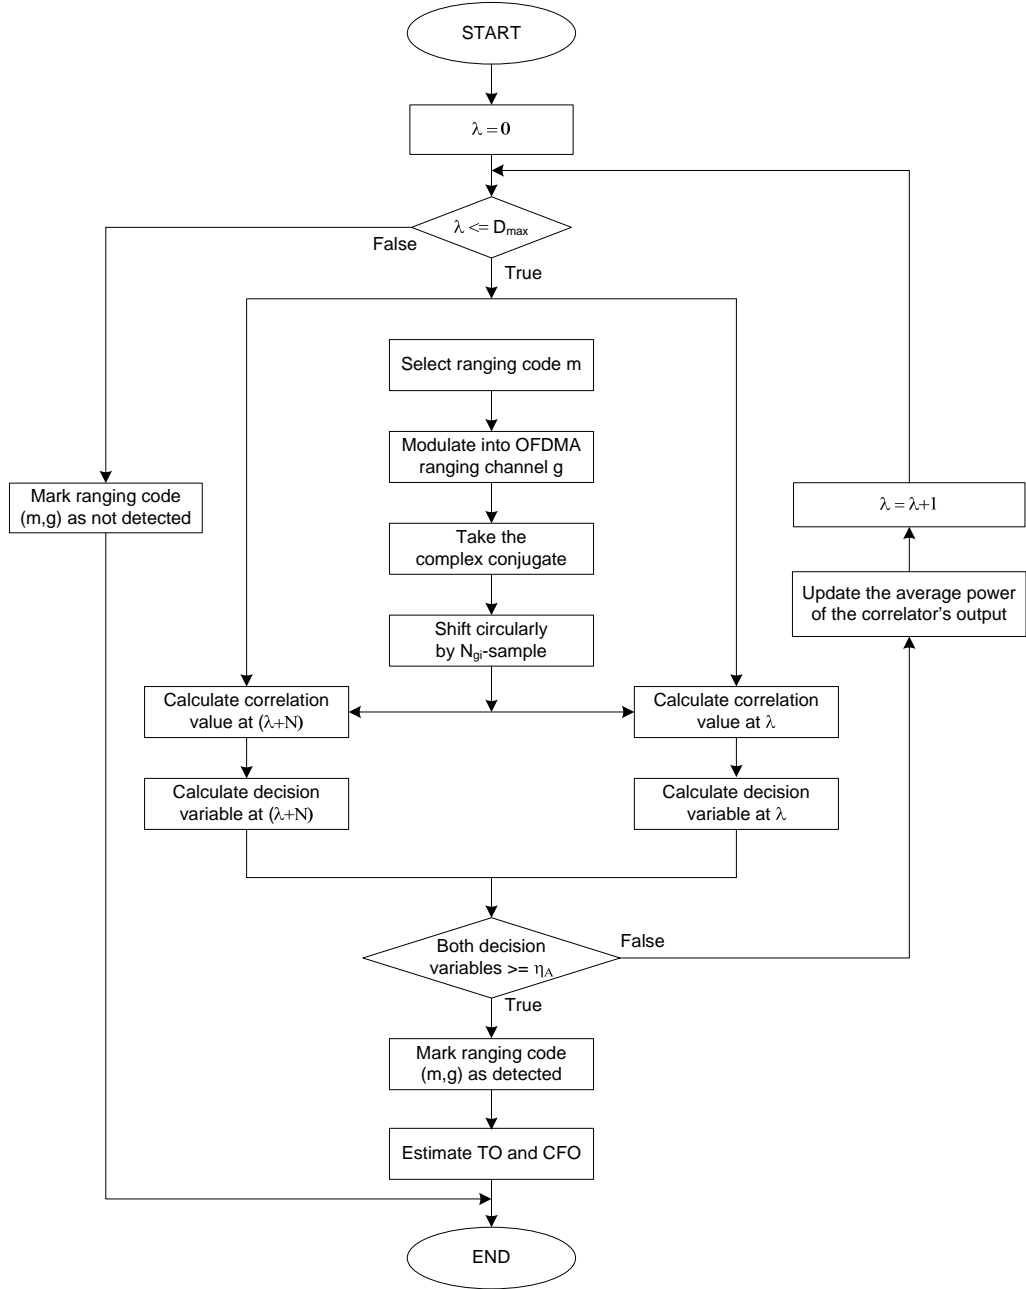 START
λ = 0
λ <= Dmax
False
True
Select ranging code m
Modulate into OFDMA
ranging channel g
Mark ranging code
(m,g) as not detected
λ = λ+1
Take the
complex conjugate
Update the average power
of the correlator's output
Shift circularly
by Ngi-sample
Calculate correlation
value at (λ+N)
Calculate correlation
value at λ
Calculate decision
variable at (λ+N)
Calculate decision
variable at λ
Both decision
variables >= ηA
False
True
Mark ranging code
(m,g) as detected
Estimate TO and CFO
END